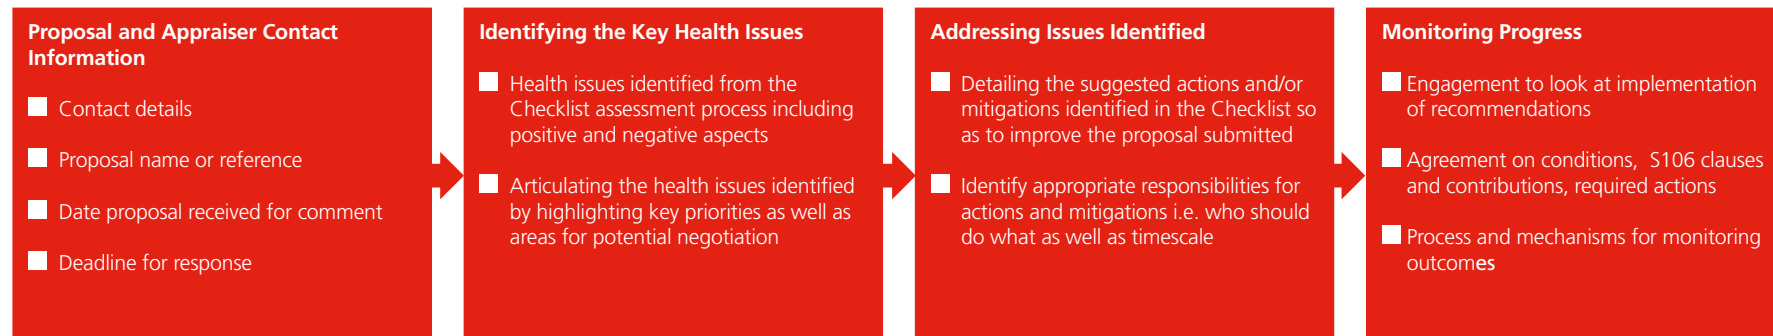 Proposal and Appraiser Contact
Information
Contact details
Proposal name or reference
Date proposal received for comment
Deadline for response
Identifying the Key Health Issues
Health issues identified from the
Checklist assessment process including
positive and negative aspects
Articulating the health issues identified
by highlighting key priorities as well as
areas for potential negotiation
Addressing Issues Identified
Detailing the suggested actions and/or
mitigations identified in the Checklist so
as to improve the proposal submitted
Identify appropriate responsibilities for
actions and mitigations i.e. who should
do what as well as timescale
Monitoring Progress
Engagement to look at implementation
of recommendations
Agreement on conditions, S106 clauses
and contributions, required actions
Process and mechanisms for monitoring
outcomes